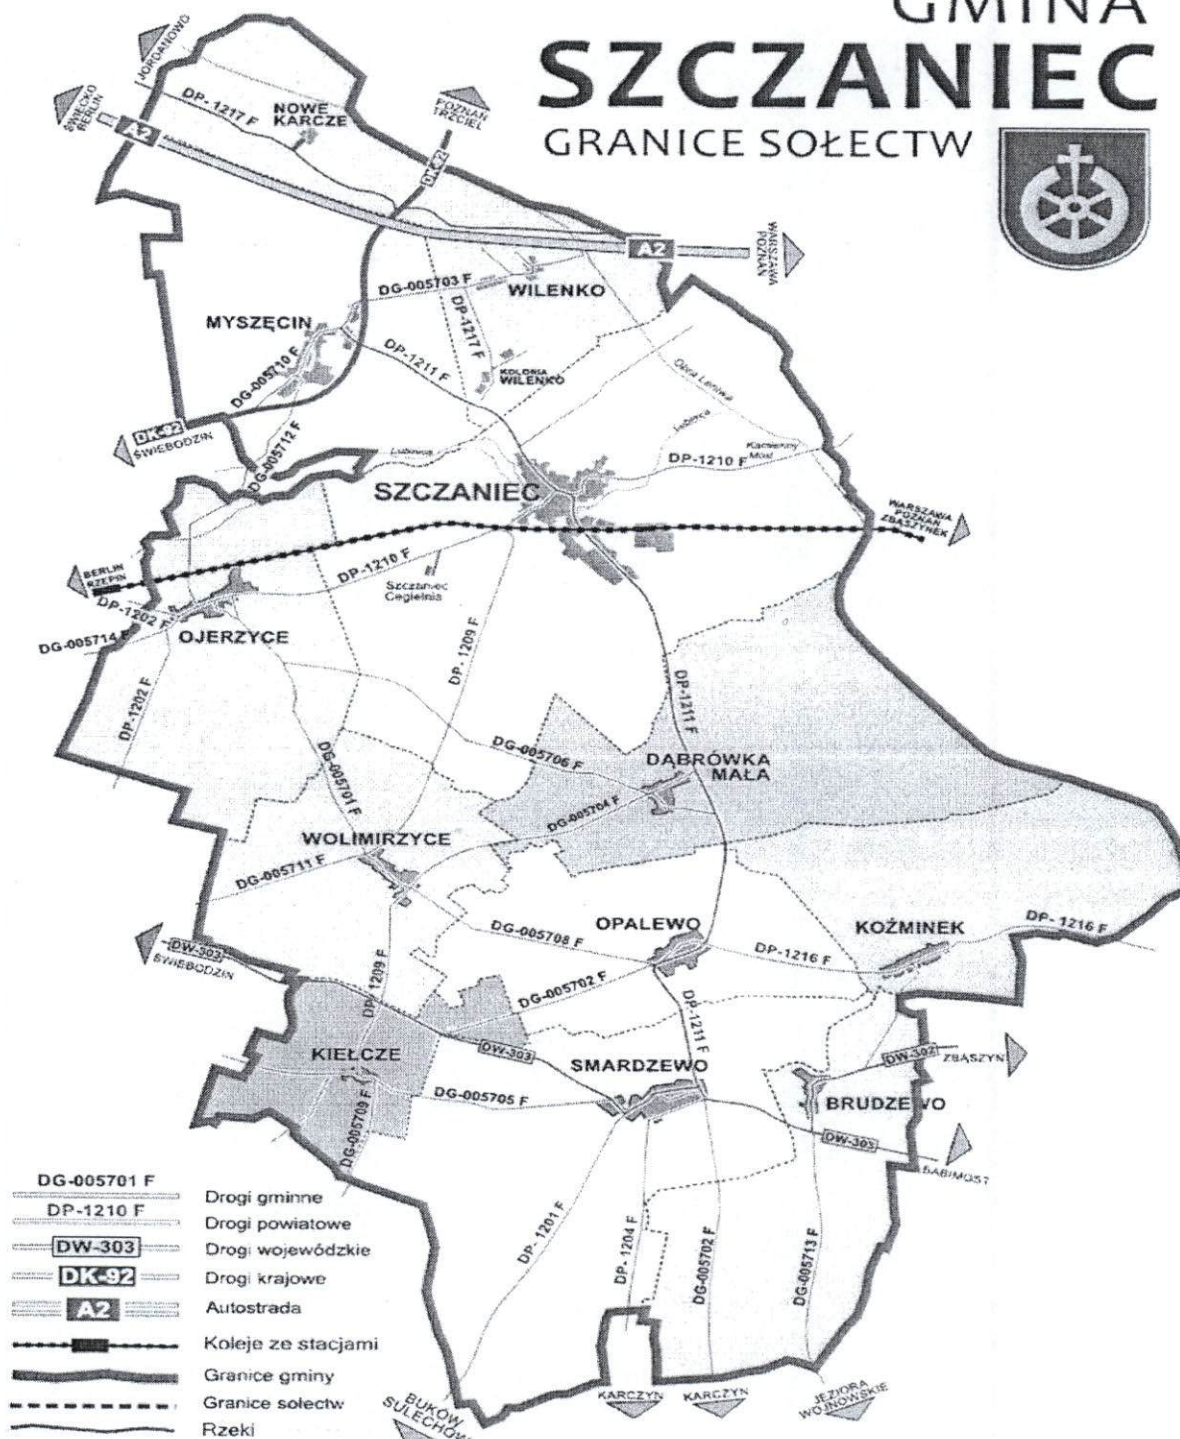 GMINA
SZCZANIEC
GRANICE SOŁECTW
JORDANOWO
ŚWIECKO
BERLIN
A2
DP-1217 F
NOWE
KARCZE
POZNAŃ
TRZCIEL
DK-92
A2
WARSZAWA
POZNAŃ
DG-005703 F
WILENKO
MYSZĘCIN
DP-1217 F
DP-1211 F
KOLONIA
WILENKO
DG-005710 F
DK-92
ŚWIEBODZIN
DG-005712 F
Kamienny
Most
DP-1210 F
SZCZANIEC
WARSZAWA
POZNAŃ
ZBĄSZYNEK
BERLIN
RZEPIN
DP-1210 F
Szczaniec
Cegielnia
DP-1202 F
DG-005714 F
OJERZYCE
DP-1209 F
DP-1202 F
DP-1211 F
DG-005701 F
DG-005706 F
DĄBRÓWKA
MAŁA
DG-005704 F
WOLIMIRZYCE
DG-005711 F
DG-005708 F
OPALEWO
KOŹMINEK
DP-1216 F
DP-1216 F
DW-303
ŚWIEBODZIN
DP-1209 F
DG-005702 F
DP-1211 F
KIEŁCZE
DW-303
SMARDZEWO
DW-302
ZBĄSZYŃ
DG-005705 F
BRUDZEWO
DG-005709 F
DW-303
BABIMOST
DP-1201 F
DP-1204 F
DG-005702 F
DG-005713 F
BUKÓW
SULECHÓW
KARCZYN
KARCZYN
JEZIORA
WOJNOWSKIE
DG-005701 F
Drogi gminne
DP-1210 F
Drogi powiatowe
DW-303
Drogi wojewódzkie
DK-92
Drogi krajowe
A2
Autostrada
Koleje ze stacjami
Granice gminy
Granice sołectw
Rzeki